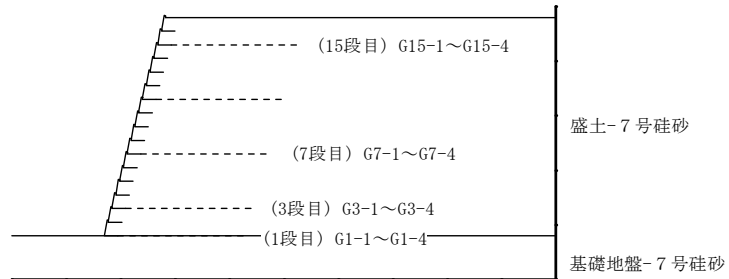 (15段目) G15-1～G15-4
盛土-７号硅砂
(7段目) G7-1～G7-4
(3段目) G3-1～G3-4
(1段目) G1-1～G1-4
基礎地盤-７号硅砂